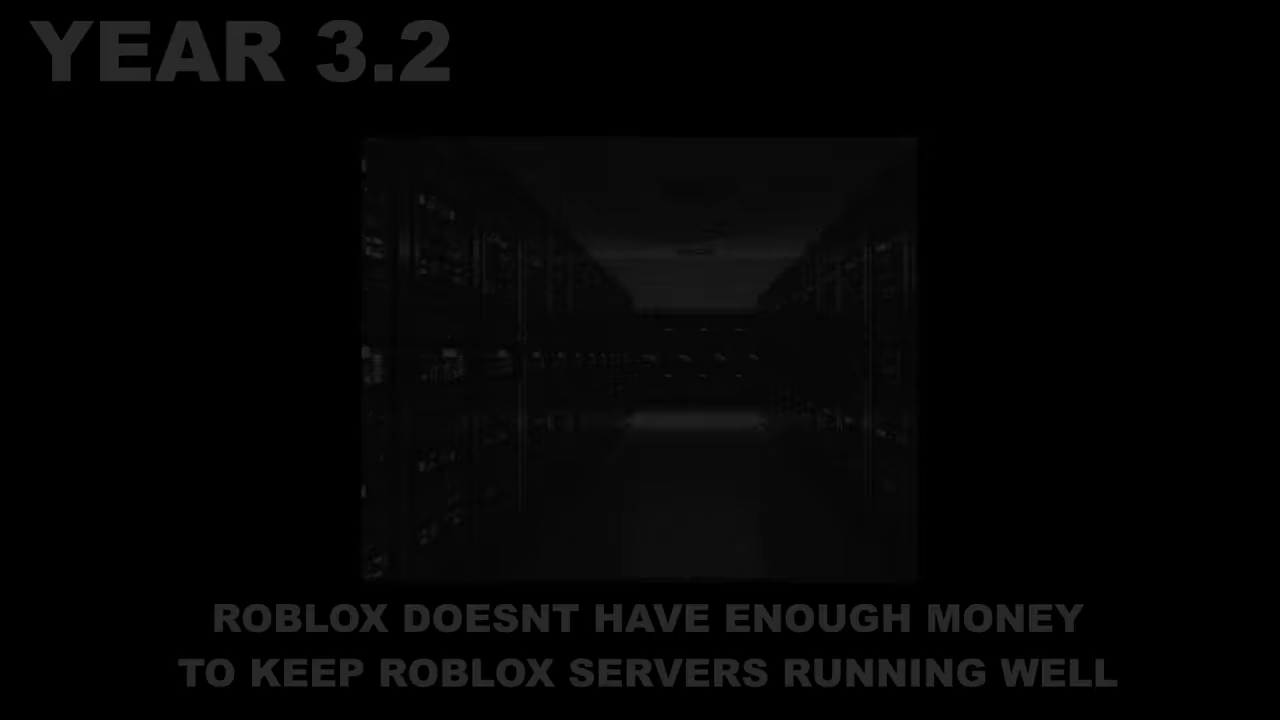 YEAR 3.2
ROBLOX DOESNT HAVE ENOUGH MONEY
TO KEEP ROBLOX SERVERS RUNNING WELL